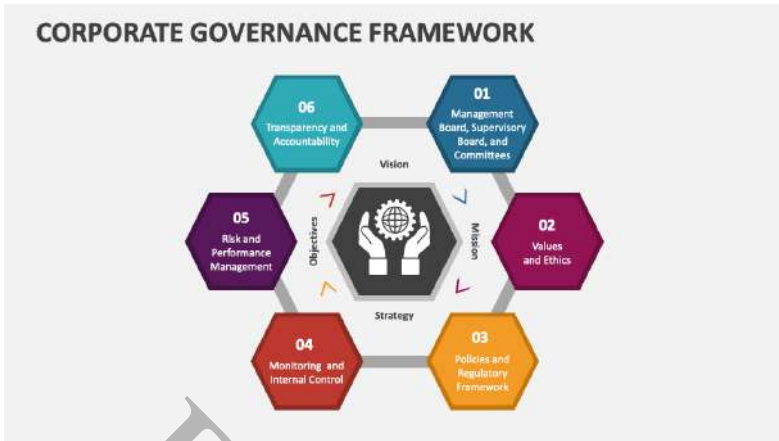 CORPORATE GOVERNANCE FRAMEWORK
01
Management
Board, Supervisory
Board, and
Committees
02
Values
and Ethics
03
Policies and
Regulatory
Framework
04
Monitoring and
Internal Control
05
Risk and
Performance
Management
06
Transparency and
Accountability
Vision
Mission
Strategy
Objectives